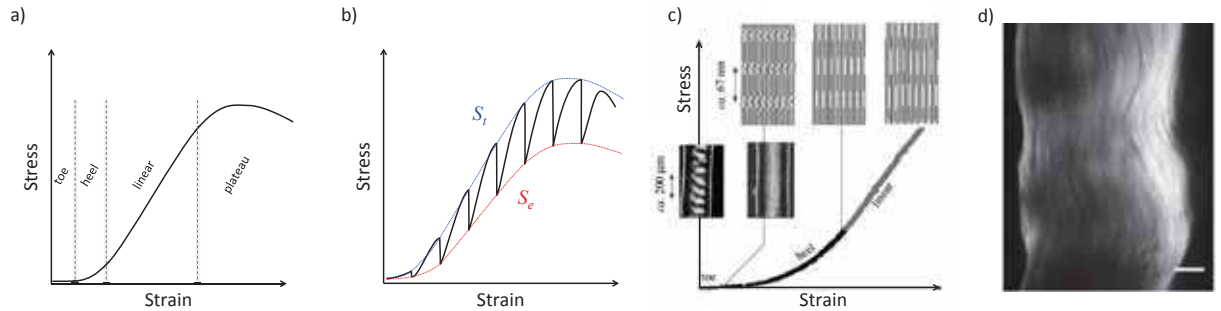 a)
Stress
toe
heel
linear
plateau
Strain
b)
Stress
St
Se
Strain
c)
Stress
ca. 67 nm
ca. 200 µm
toe
heel
linear
Strain
d)